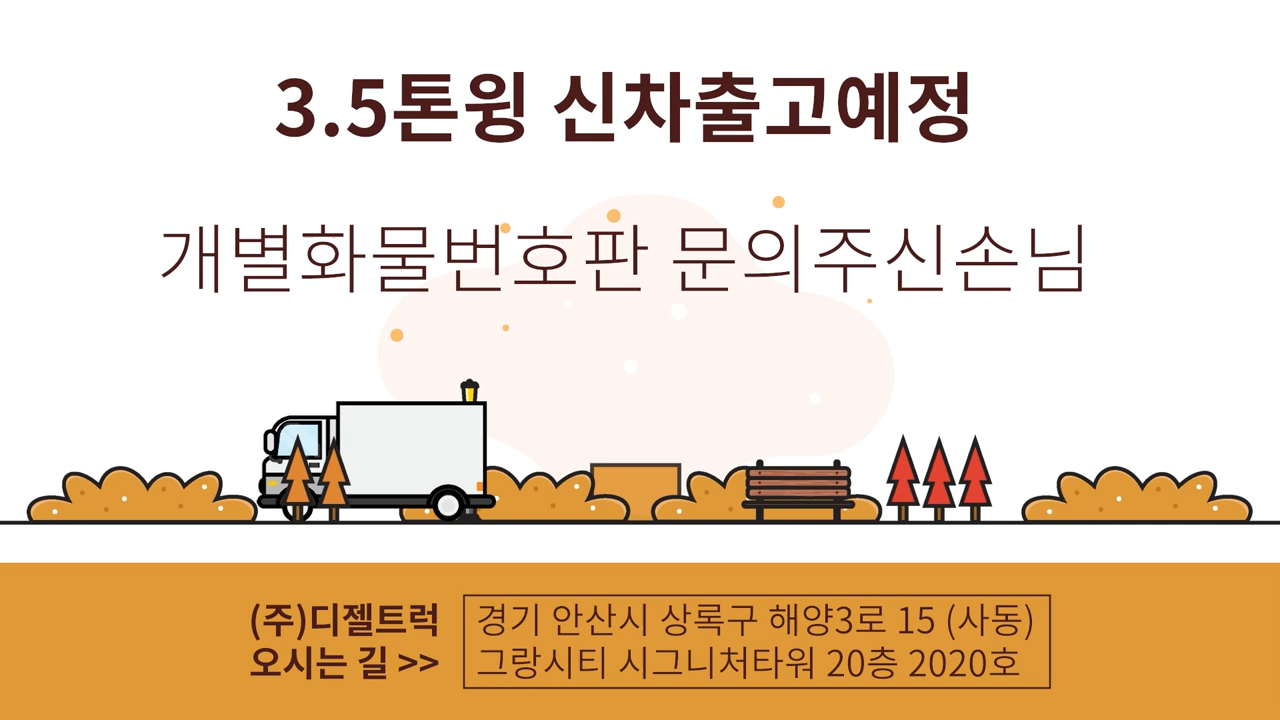 3.5톤윙 신차출고예정
개별화물번호판 문의주신손님
(주)디젤트럭
오시는 길 >>
경기 안산시 상록구 해양3로 15 (사동)
그랑시티 시그니처타워 20층 2020호